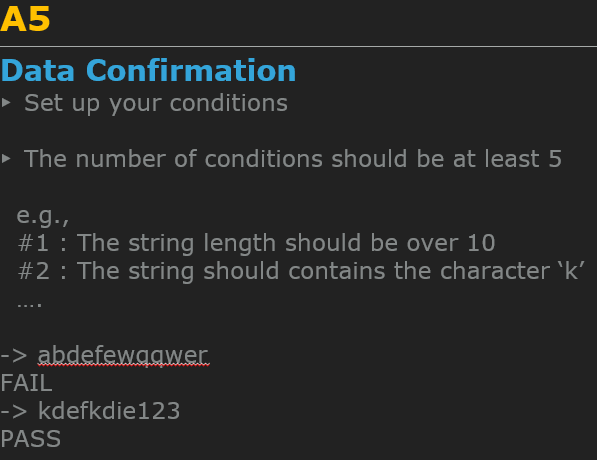 A5
Data Confirmation
▸ Set up your conditions
▸ The number of conditions should be at least 5
e.g.,
#1 : The string length should be over 10
#2 : The string should contains the character ‘k’
….
-> abdefewqqwer
FAIL
-> kdefkdie123
PASS